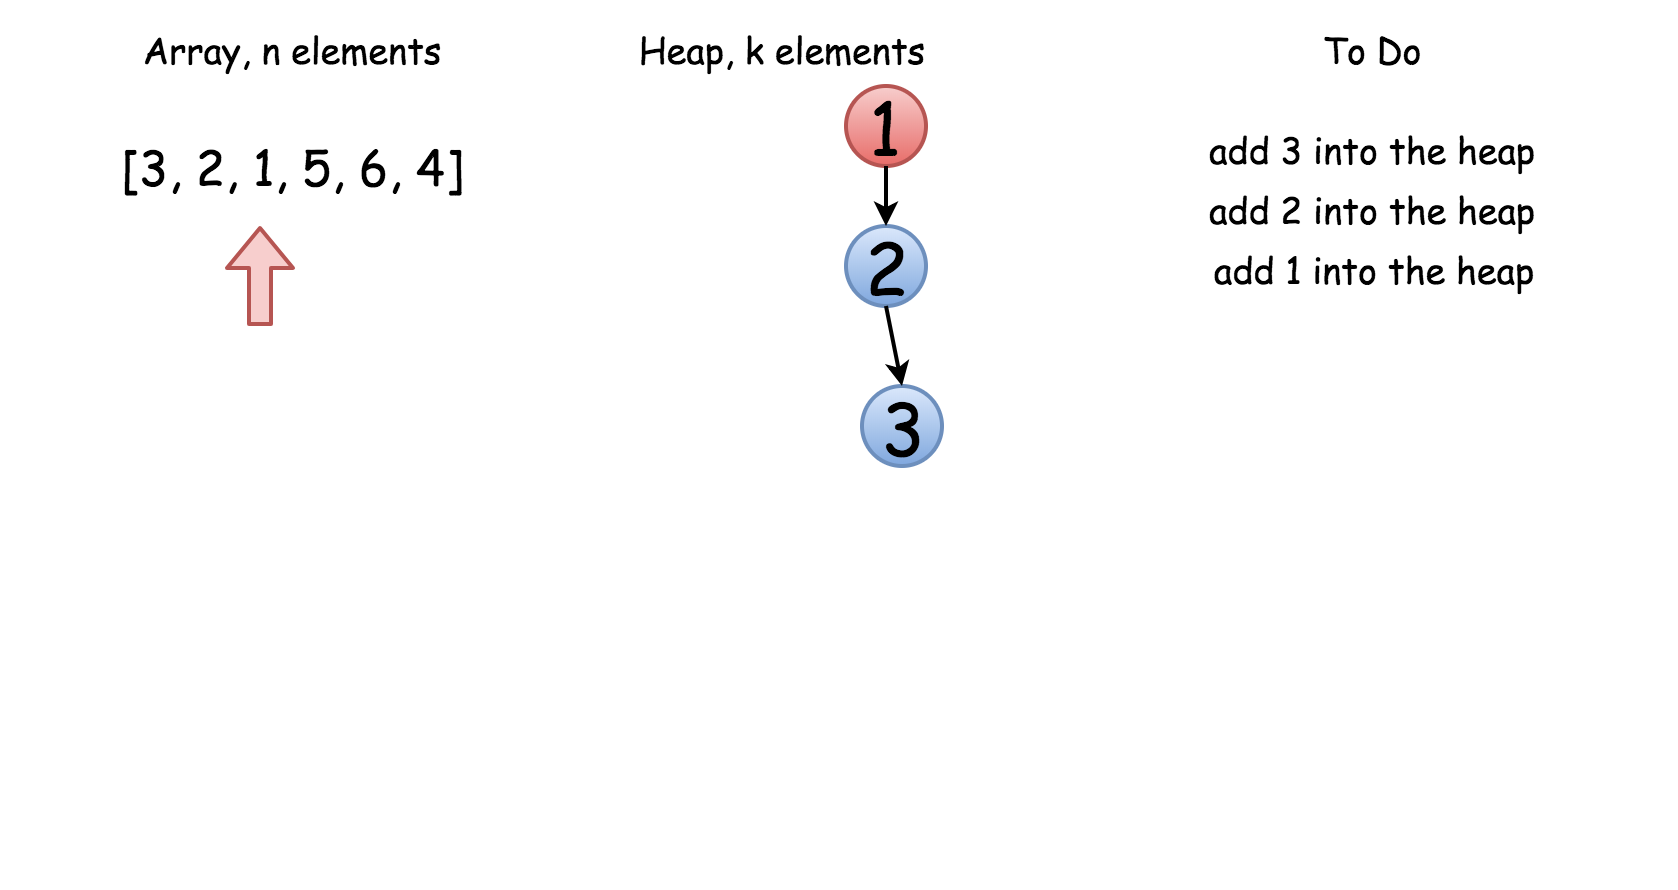 Array, n elements
[3, 2, 1, 5, 6, 4]
Heap, k elements
1
2
3
To Do
add 3 into the heap
add 2 into the heap
add 1 into the heap